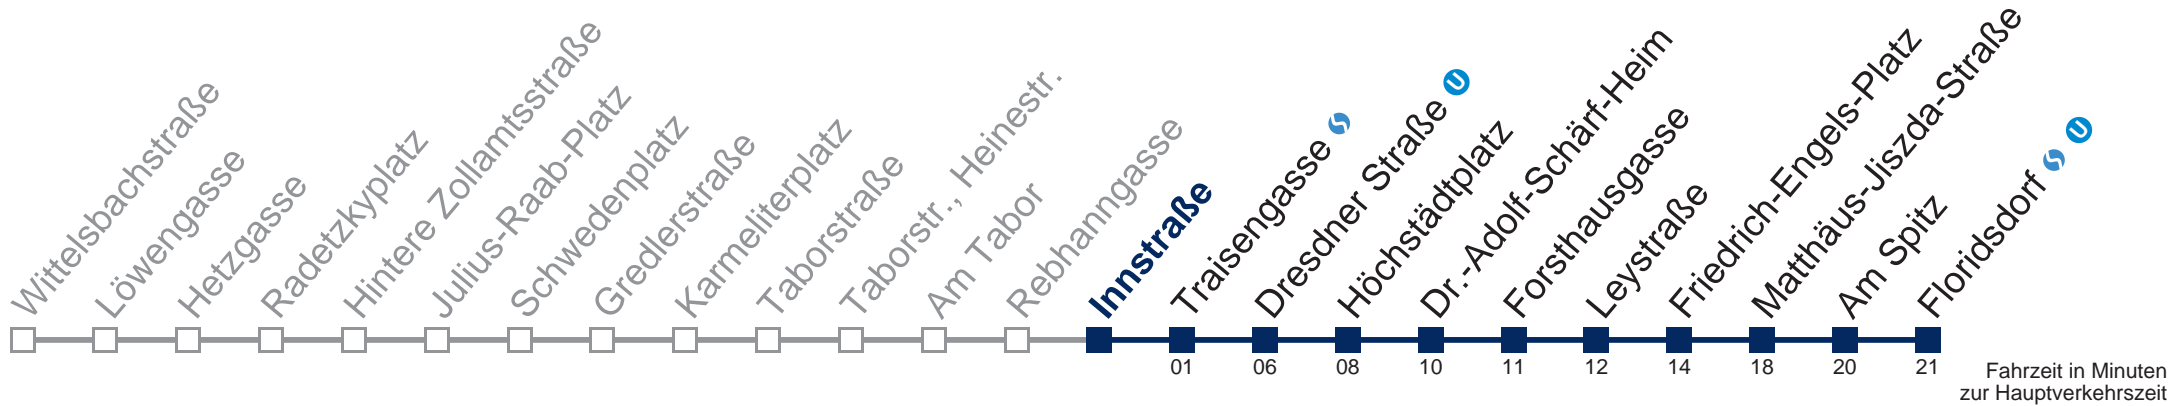 Wittelsbachstraße
Löwengasse
Hetzgasse
Radetzkyplatz
Hintere Zollamtsstraße
Julius-Raab-Platz
Schwedenplatz
Gredlerstraße
Karmeliterplatz
Taborstraße
Taborstr., Heinestr.
Am Tabor
Rebhanngasse
Innstraße
Traisengasse
Dresdner Straße U
Höchstädtplatz
Dr.-Adolf-Schärf-Heim
Forsthausgasse
Leystraße
Friedrich-Engels-Platz
Matthäus-Jiszda-Straße
Am Spitz
Floridsdorf U
01 06 08 10 11 12 14 18 20 21
Fahrzeit in Minuten
zur Hauptverkehrszeit